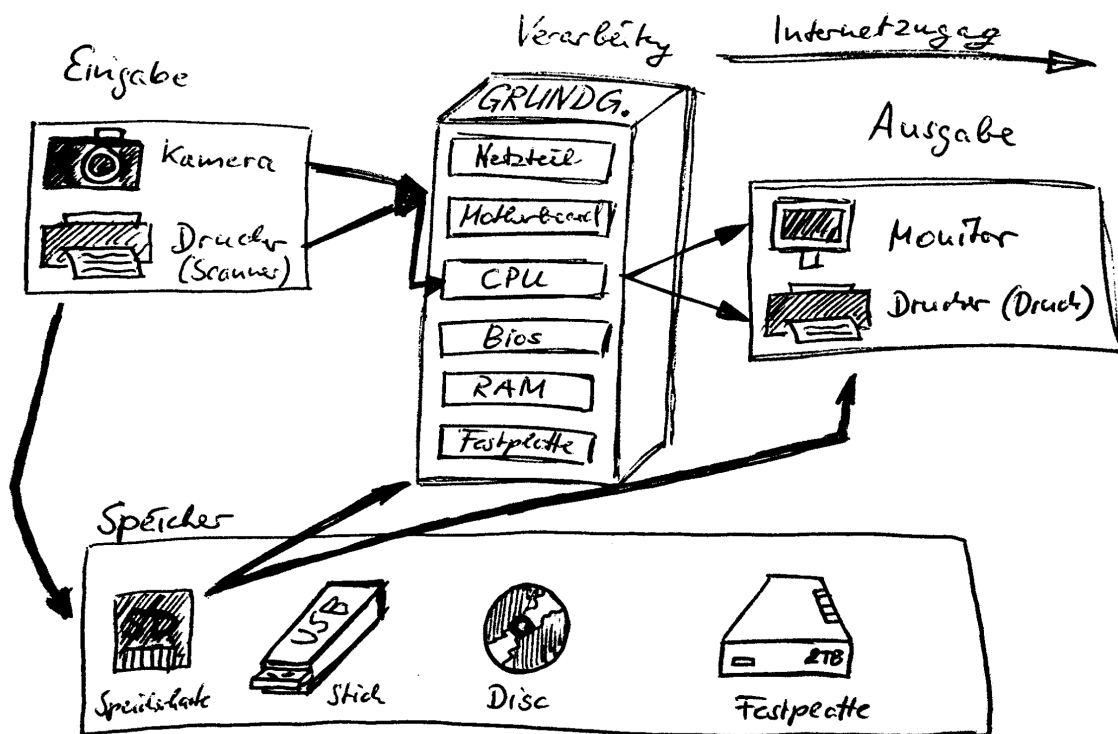 Eingabe
Kamera
Drucker
(Scanner)
Verarbeitung
GRUNDG.
Netzteil
Motherboard
CPU
Bios
RAM
Festplatte
Internetzugag
Ausgabe
Monitor
Drucker (Druck)
Speicher
SD
Speicherkarte
USB
Stick
Disc
2TB
Festplatte